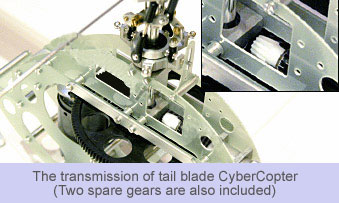 The transmission of tail blade CyberCopter
(Two spare gears are also included)